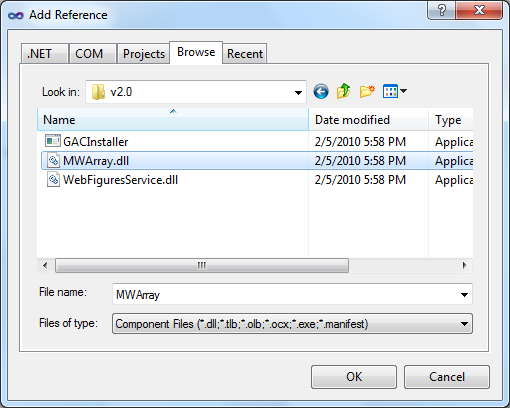 Add Reference
.NET COM Projects Browse Recent
Look in: v2.0
Name Date modified Type
GACInstaller 2/5/2010 5:58 PM Applica
MWArray.dll 2/5/2010 5:58 PM Applica
WebFiguresService.dll 2/5/2010 5:58 PM Applica
File name: MWArray
Files of type: Component Files (*.dll;*.tlb;*.olb;*.ocx;*.exe;*.manifest)
OK Cancel